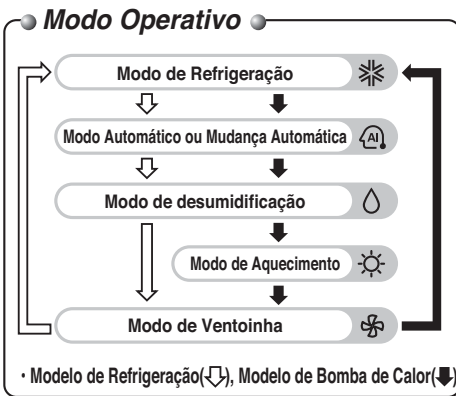 Modo Operativo
Modo de Refrigeração
Modo Automático ou Mudança Automática
AI
Modo de desumidificação
Modo de Aquecimento
Modo de Ventoinha
· Modelo de Refrigeração(), Modelo de Bomba de Calor()